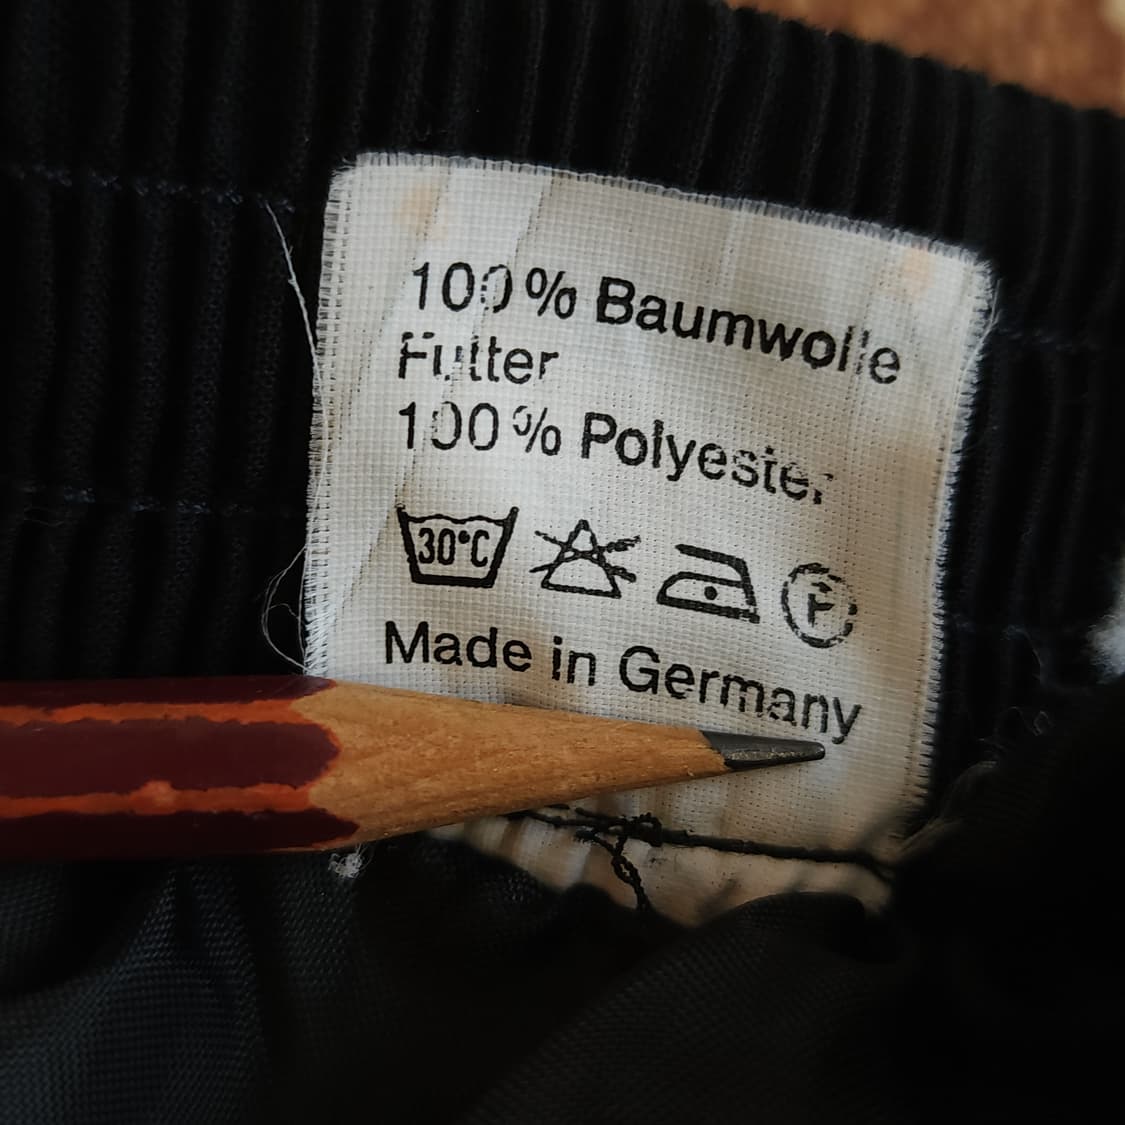 100% Baumwolle
Futter
100% Polyester
30°C F
Made in Germany